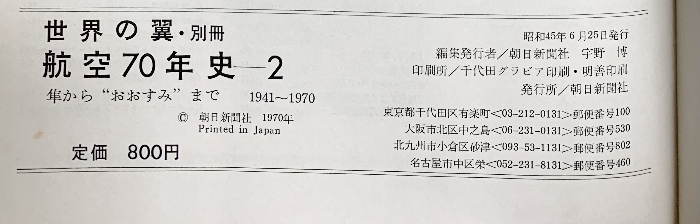 世界の翼・別冊
航空70年史—2
隼から“おおすみ”まで 1941〜1970
© 朝日新聞社 1970年
Printed in Japan
定価 800円
昭和45年6月25日発行
編集発行者/朝日新聞社 宇野 博
印刷所/千代田グラビア印刷・明善印刷
発行所/朝日新聞社
東京都千代田区有楽町<03-212-0131>郵便番号100
大阪市北区中之島<06-231-0131>郵便番号530
北九州市小倉区砂津<093-53-1131>郵便番号802
名古屋市中区栄<052-231-8131>郵便番号460